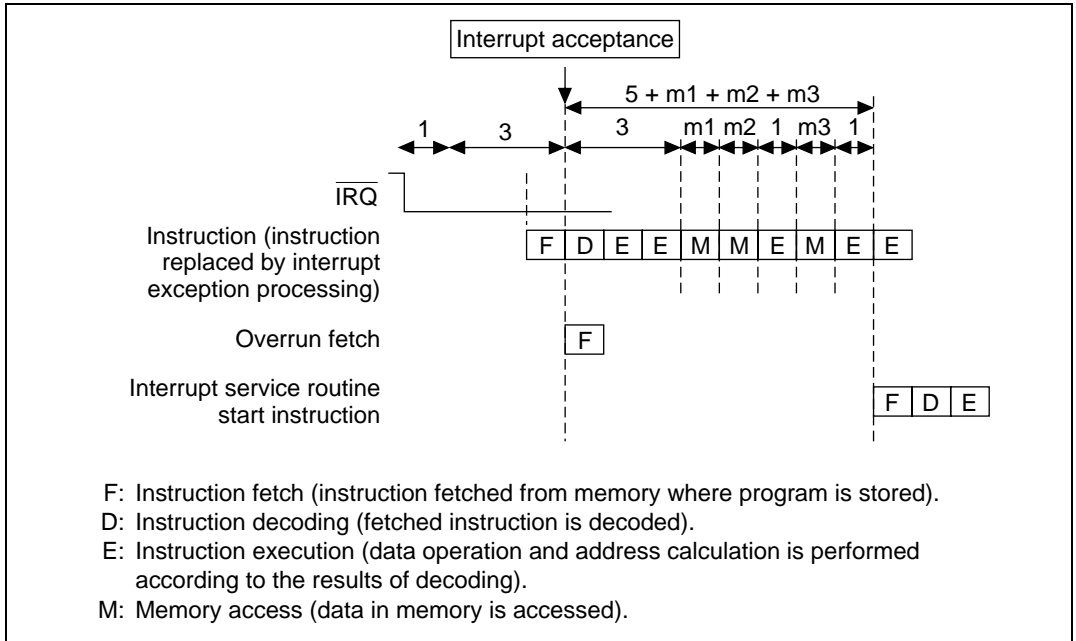 Interrupt acceptance
5 + m1 + m2 + m3
1 3 3 m1 m2 1 m3 1
IRQ
Instruction (instruction
replaced by interrupt
exception processing)
F D E E M M E M E E
Overrun fetch
F
Interrupt service routine
start instruction
F D E
F: Instruction fetch (instruction fetched from memory where program is stored).
D: Instruction decoding (fetched instruction is decoded).
E: Instruction execution (data operation and address calculation is performed
according to the results of decoding).
M: Memory access (data in memory is accessed).